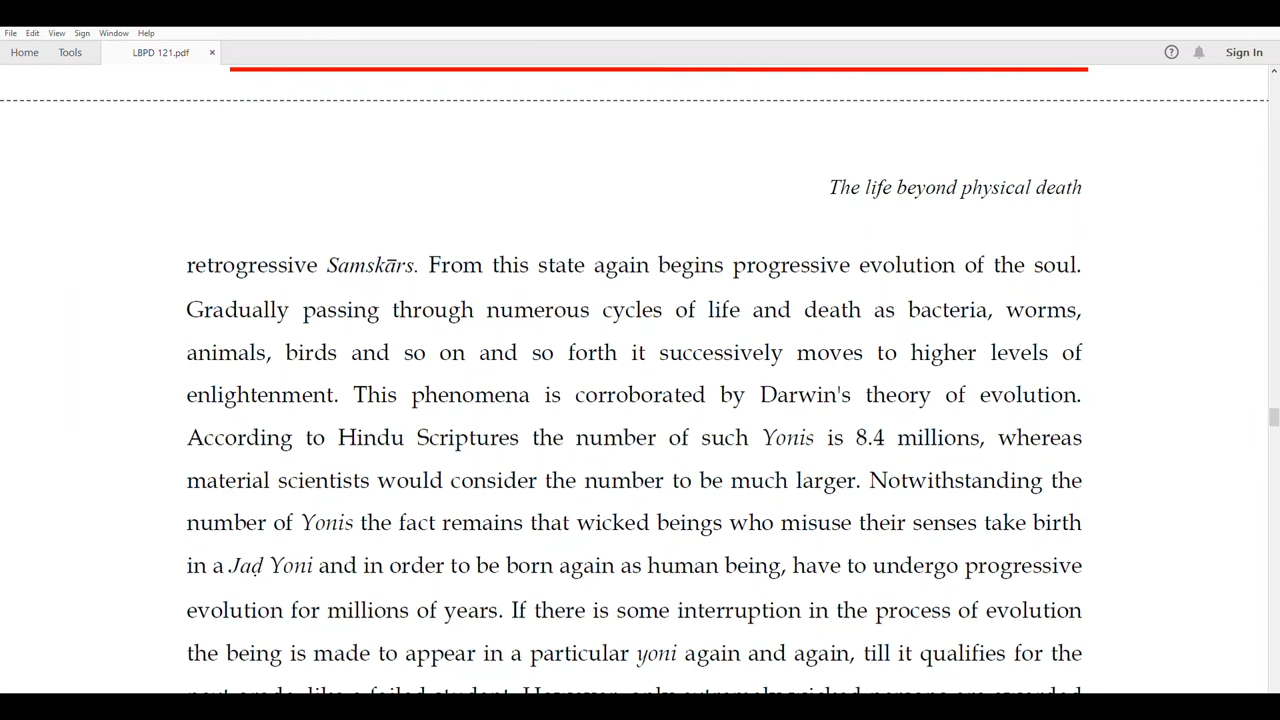 File Edit View Sign Window Help
Home Tools LBPD 121.pdf × ? Sign In
The life beyond physical death
retrogressive Samskārs. From this state again begins progressive evolution of the soul.
Gradually passing through numerous cycles of life and death as bacteria, worms,
animals, birds and so on and so forth it successively moves to higher levels of
enlightenment. This phenomena is corroborated by Darwin's theory of evolution.
According to Hindu Scriptures the number of such Yonis is 8.4 millions, whereas
material scientists would consider the number to be much larger. Notwithstanding the
number of Yonis the fact remains that wicked beings who misuse their senses take birth
in a Jaḍ Yoni and in order to be born again as human being, have to undergo progressive
evolution for millions of years. If there is some interruption in the process of evolution
the being is made to appear in a particular yoni again and again, till it qualifies for the